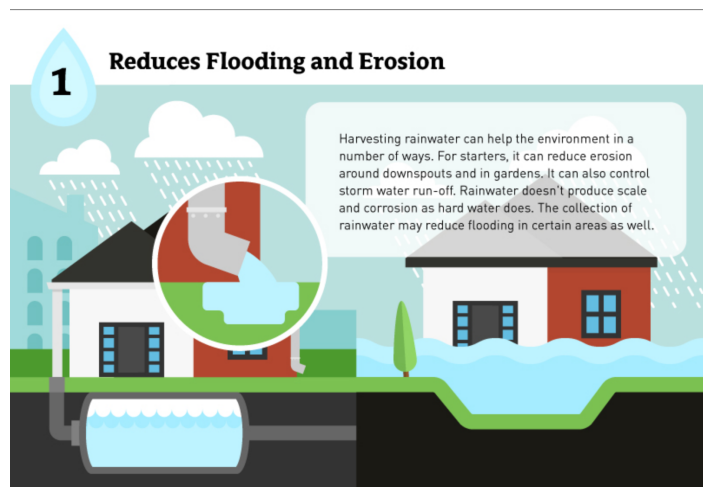 1
Reduces Flooding and Erosion
Harvesting rainwater can help the environment in a
number of ways. For starters, it can reduce erosion
around downspouts and in gardens. It can also control
storm water run-off. Rainwater doesn't produce scale
and corrosion as hard water does. The collection of
rainwater may reduce flooding in certain areas as well.